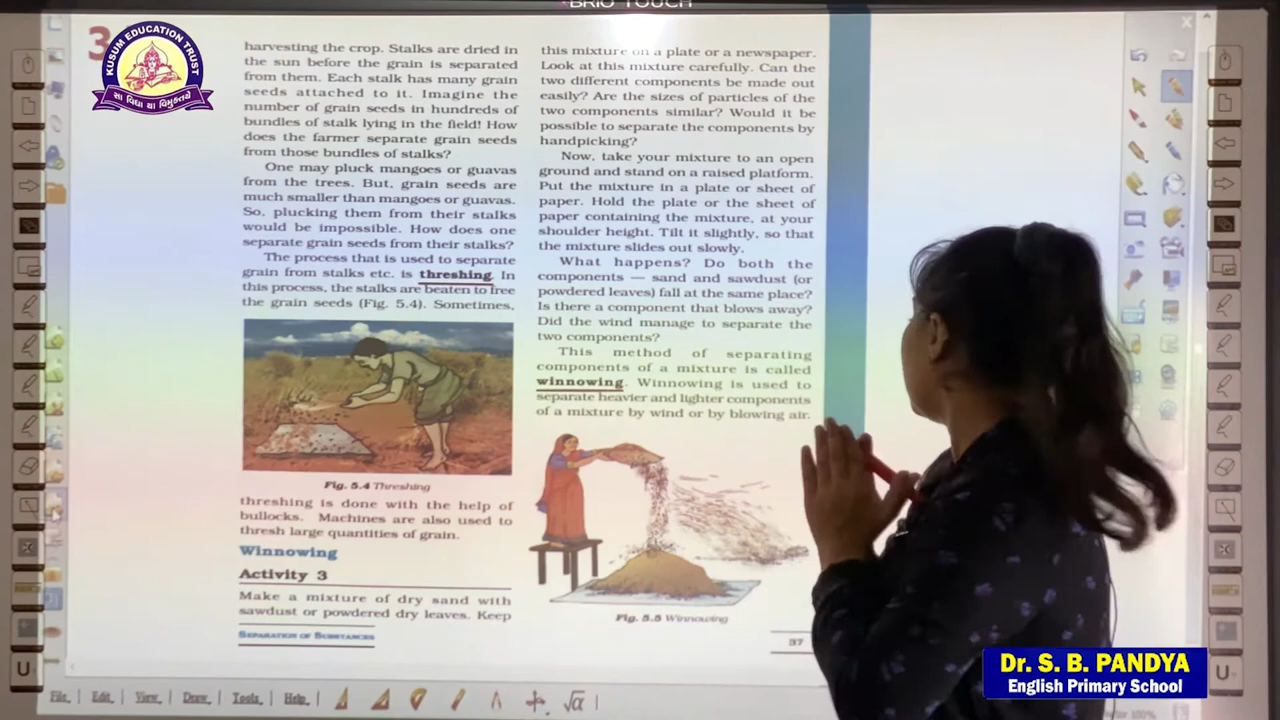 BRIO TOUCH
3
KUSUM EDUCATION TRUST
સા વિદ્યા યા વિમુક્તયે
harvesting the crop. Stalks are dried in
the sun before the grain is separated
from them. Each stalk has many grain
seeds attached to it. Imagine the
number of grain seeds in hundreds of
bundles of stalk lying in the field! How
does the farmer separate grain seeds
from those bundles of stalks?
One may pluck mangoes or guavas
from the trees. But, grain seeds are
much smaller than mangoes or guavas.
So, plucking them from their stalks
would be impossible. How does one
separate grain seeds from their stalks?
The process that is used to separate
grain from stalks etc. is threshing. In
this process, the stalks are beaten to free
the grain seeds (Fig. 5.4). Sometimes,
Fig. 5.4 Threshing
threshing is done with the help of
bullocks. Machines are also used to
thresh large quantities of grain.
Winnowing
Activity 3
Make a mixture of dry sand with
sawdust or powdered dry leaves. Keep
SEPARATION OF SUBSTANCES
this mixture on a plate or a newspaper.
Look at this mixture carefully. Can the
two different components be made out
easily? Are the sizes of particles of the
two components similar? Would it be
possible to separate the components by
handpicking?
Now, take your mixture to an open
ground and stand on a raised platform.
Put the mixture in a plate or sheet of
paper. Hold the plate or the sheet of
paper containing the mixture, at your
shoulder height. Tilt it slightly, so that
the mixture slides out slowly.
What happens? Do both the
components — sand and sawdust (or
powdered leaves) fall at the same place?
Is there a component that blows away?
Did the wind manage to separate the
two components?
This method of separating
components of a mixture is called
winnowing. Winnowing is used to
separate heavier and lighter components
of a mixture by wind or by blowing air.
Fig. 5.5 Winnowing
37
File Edit View Draw Tools Help √α
U
U
Dr. S. B. PANDYA
English Primary School